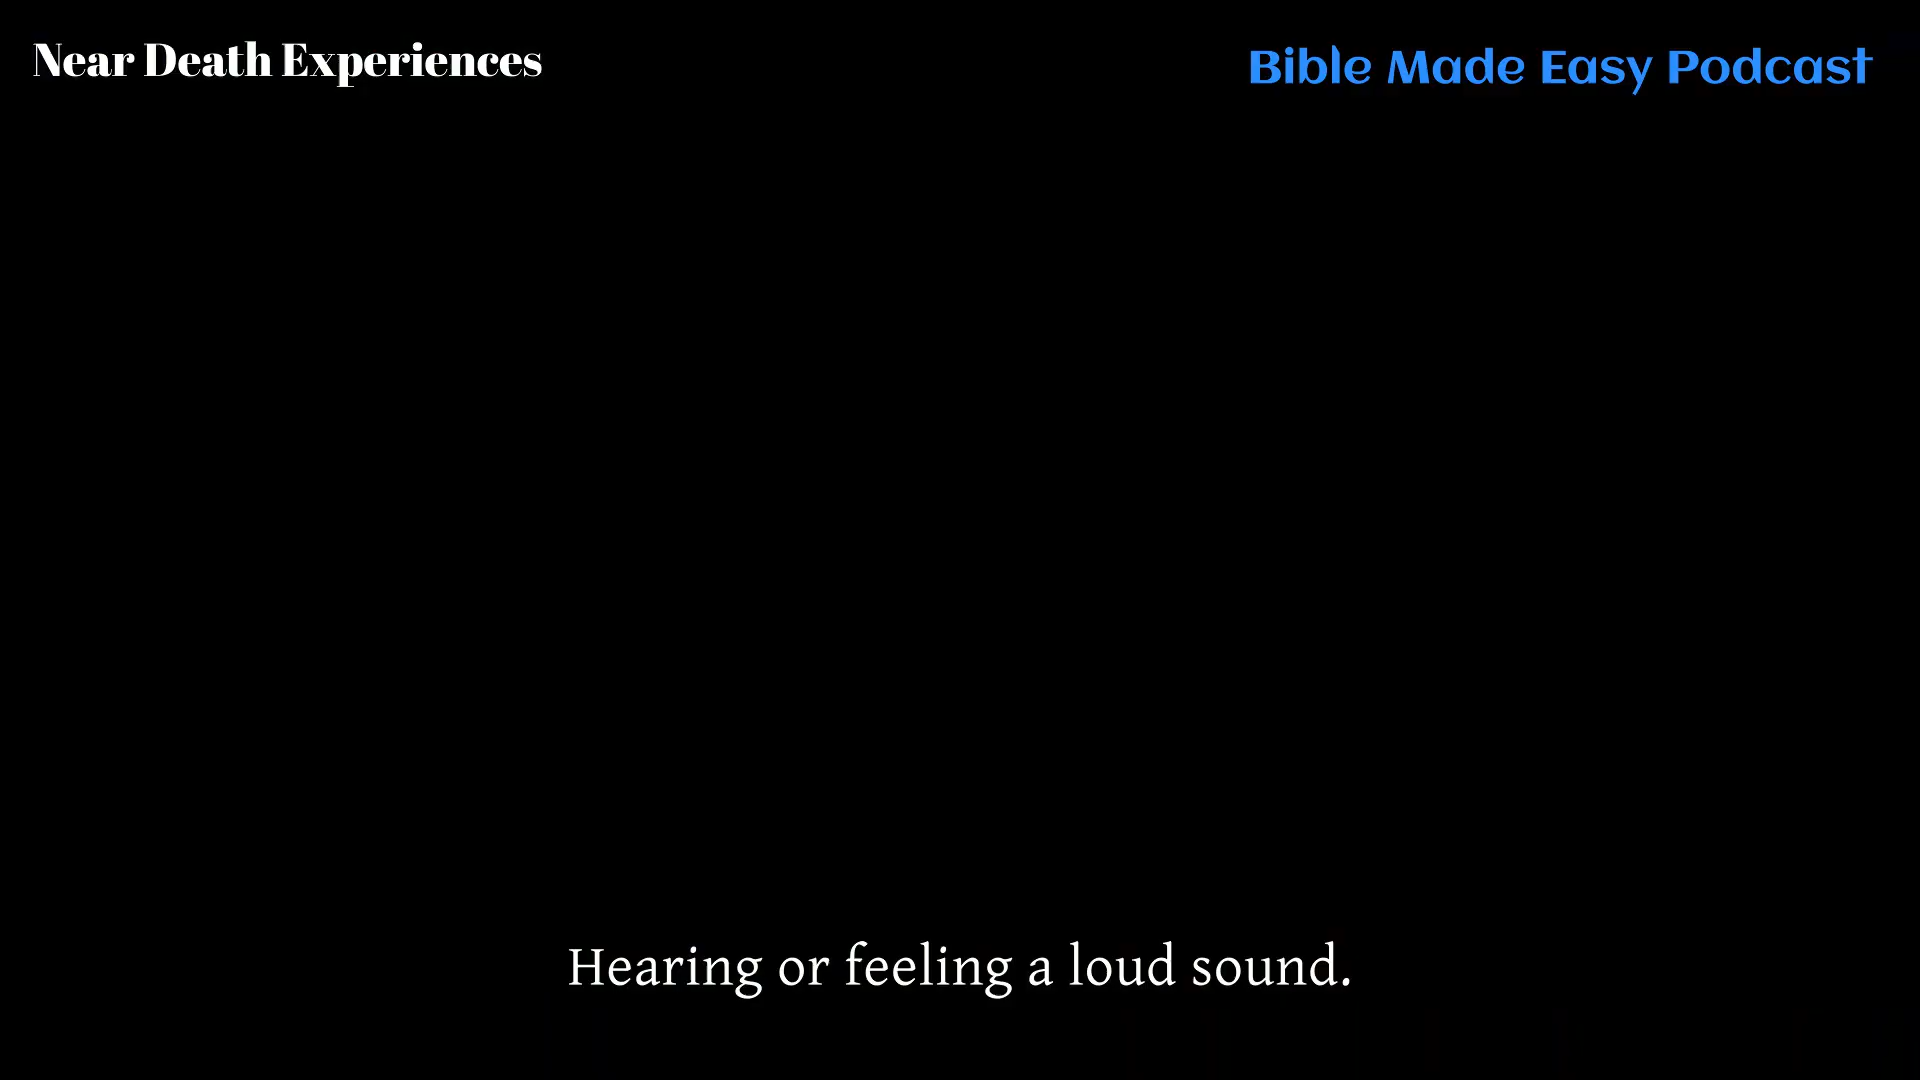 Near Death Experiences
Bible Made Easy Podcast
Hearing or feeling a loud sound.